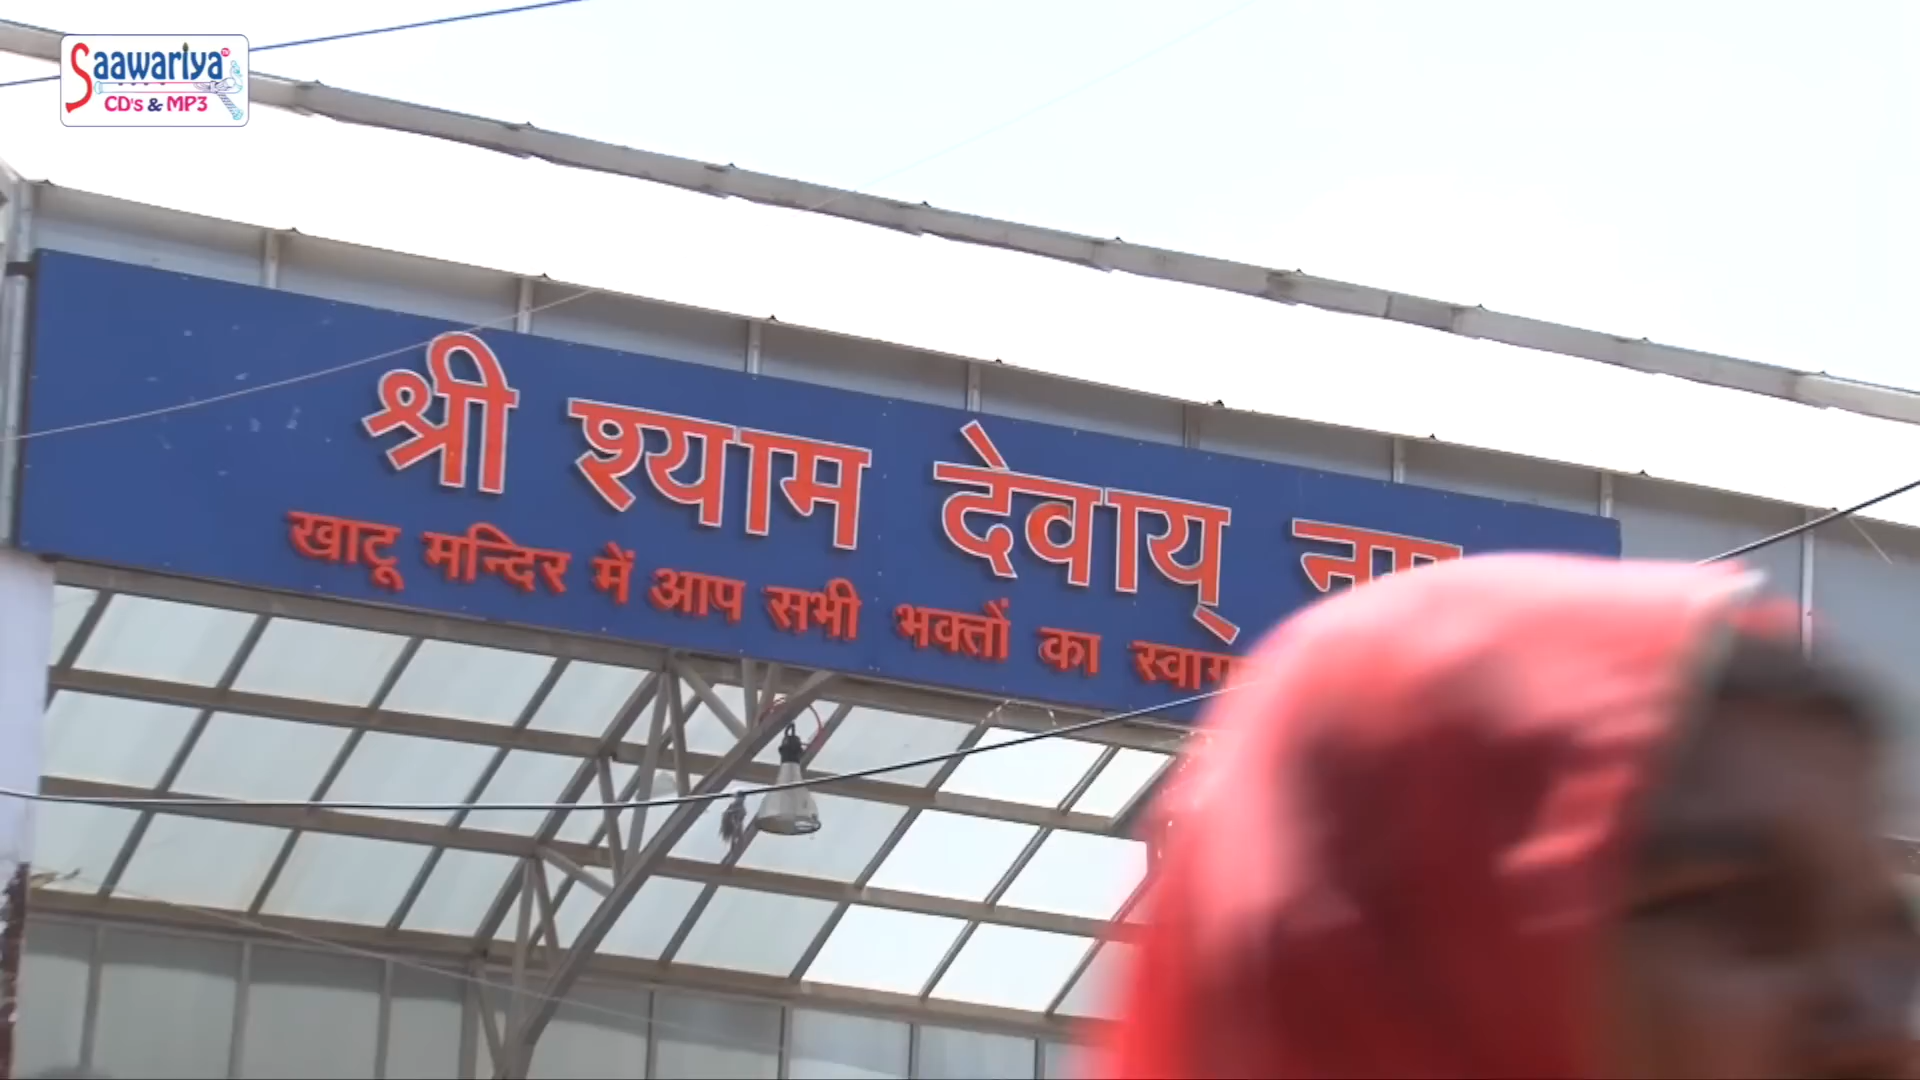 Saawariya
CD's & MP3
श्री श्याम देवाय्
खाटू मन्दिर में आप सभी भक्तों का